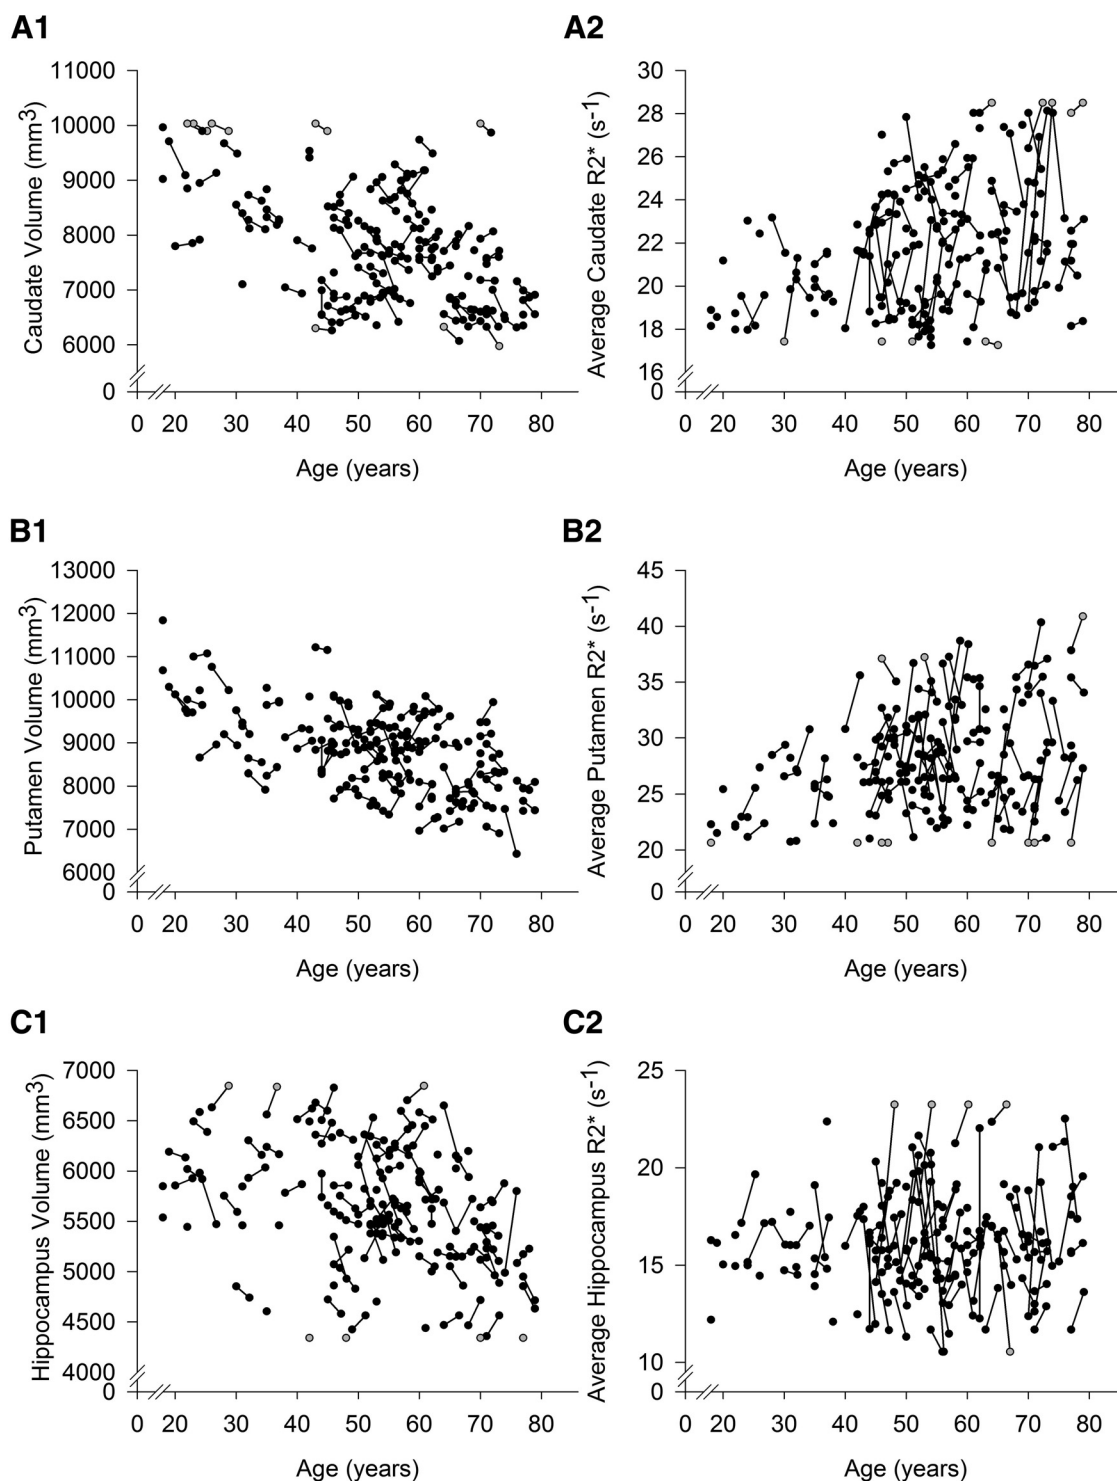 A1
Caudate Volume (mm3)
11000
10000
9000
8000
7000
6000
0
0 20 30 40 50 60 70 80
Age (years)
A2
Average Caudate R2* (s-1)
30
28
26
24
22
20
18
16
0
0 20 30 40 50 60 70 80
Age (years)
B1
Putamen Volume (mm3)
13000
12000
11000
10000
9000
8000
7000
6000
0
0 20 30 40 50 60 70 80
Age (years)
B2
Average Putamen R2* (s-1)
45
40
35
30
25
20
0
0 20 30 40 50 60 70 80
Age (years)
C1
Hippocampus Volume (mm3)
7000
6500
6000
5500
5000
4500
4000
0
0 20 30 40 50 60 70 80
Age (years)
C2
Average Hippocampus R2* (s-1)
25
20
15
10
0
0 20 30 40 50 60 70 80
Age (years)